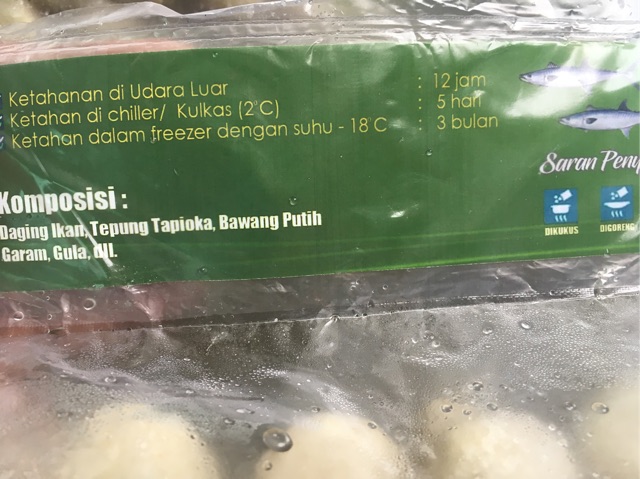 Ketahanan di Udara Luar : 12 jam
Ketahan di chiller/ Kulkas (2°C) : 5 hari
Ketahan dalam freezer dengan suhu - 18°C : 3 bulan
Saran Peny
Komposisi :
Daging Ikan, Tepung Tapioka, Bawang Putih
Garam, Gula, dll.
DIKUKUS
DIGORENG